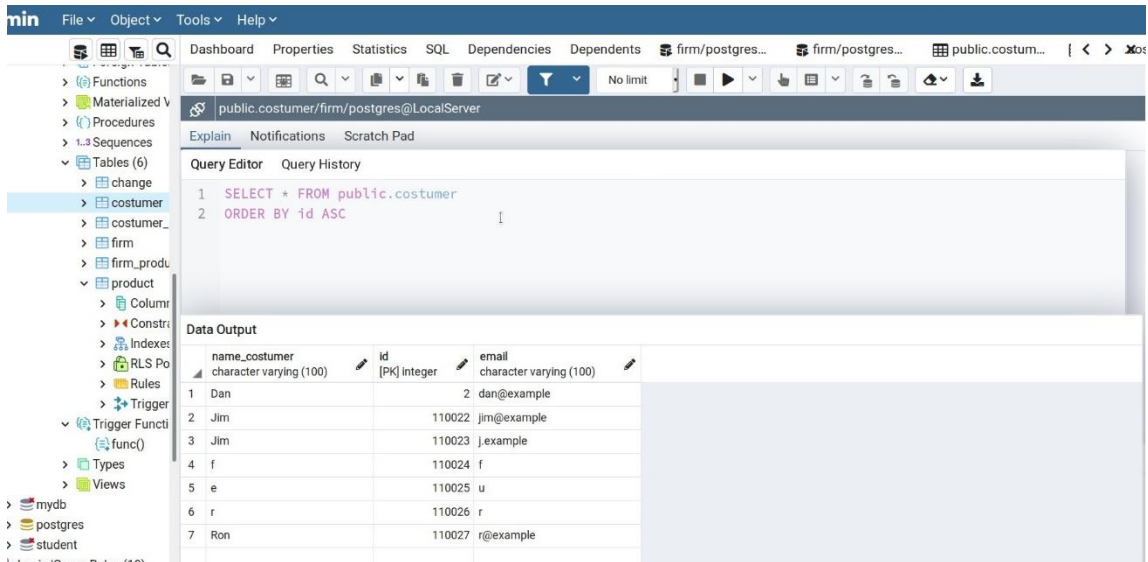 min File Object Tools Help
Dashboard Properties Statistics SQL Dependencies Dependents firm/postgres... firm/postgres... public.costum...
Functions
Materialized V
Procedures
1..3 Sequences
Tables (6)
change
costumer
costumer_
firm
firm_produ
product
Colum
Constra
Indexes
RLS Po
Rules
Trigger
Trigger Functi
func()
Types
Views
mydb
postgres
student
No limit
public.costumer/firm/postgres@LocalServer
Explain Notifications Scratch Pad
Query Editor Query History
1 SELECT * FROM public.costumer
2 ORDER BY id ASC
Data Output
name_costumer id email
character varying (100) [PK] integer character varying (100)
1 Dan 2 dan@example
2 Jim 110022 jim@example
3 Jim 110023 j.example
4 f 110024 f
5 e 110025 u
6 r 110026 r
7 Ron 110027 r@example